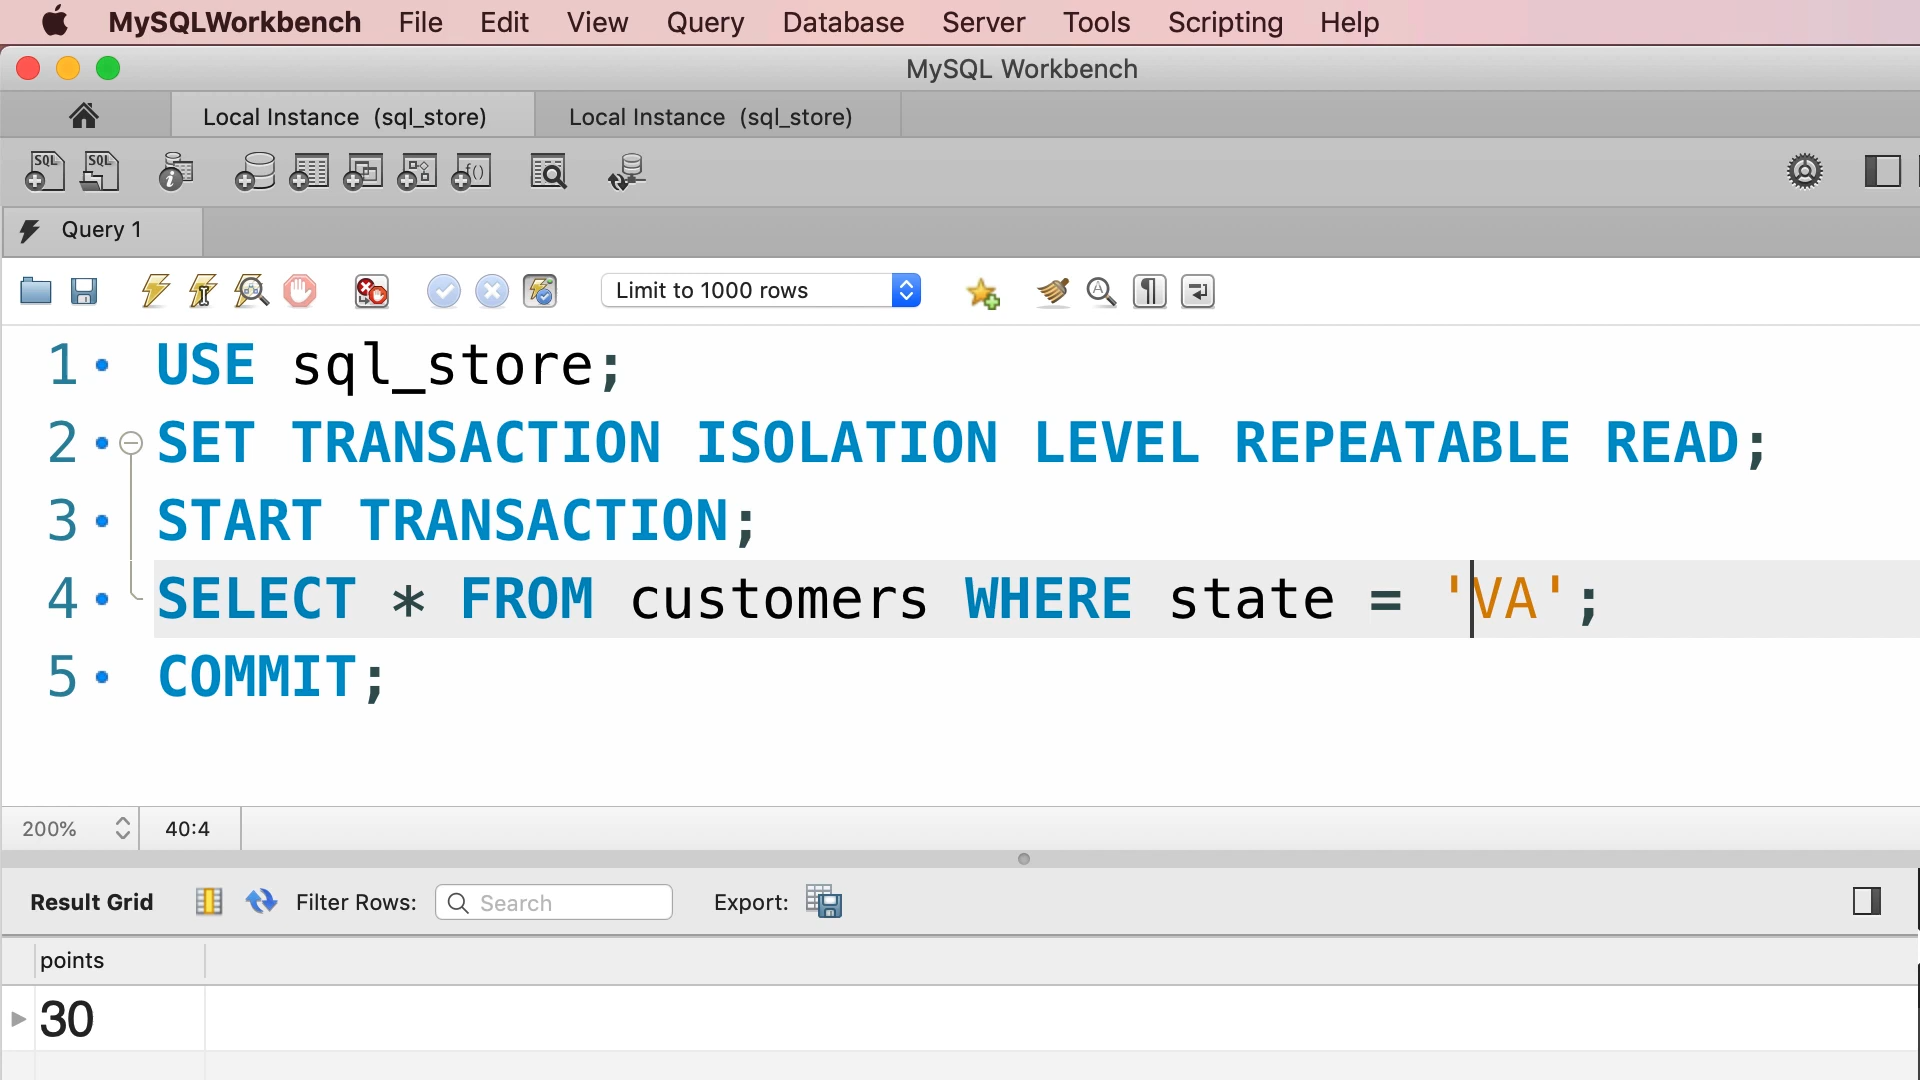 MySQLWorkbench File Edit View Query Database Server Tools Scripting Help
MySQL Workbench
Local Instance (sql_store) Local Instance (sql_store)
Query 1
Limit to 1000 rows
1 USE sql_store;
2 SET TRANSACTION ISOLATION LEVEL REPEATABLE READ;
3 START TRANSACTION;
4 SELECT * FROM customers WHERE state = 'VA';
5 COMMIT;
200% 40:4
Result Grid Filter Rows: Search Export:
points
30